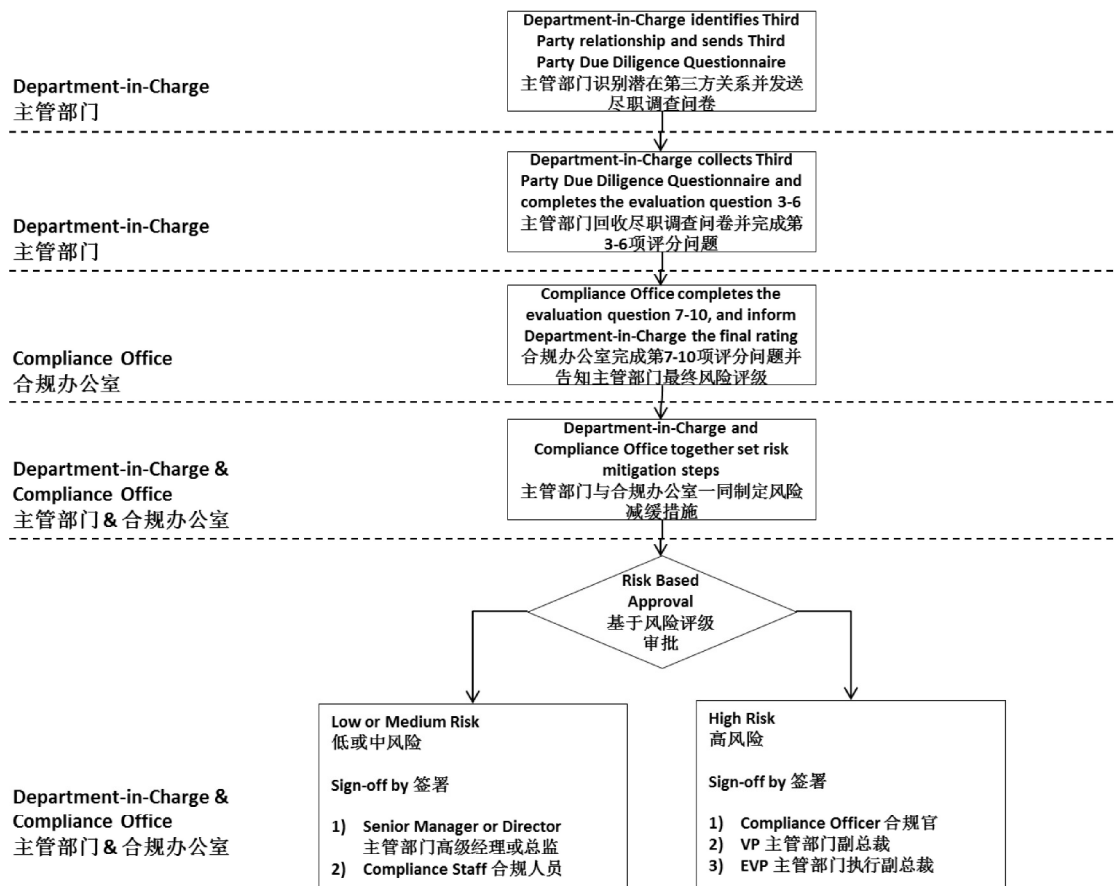 Department-in-Charge identifies Third
Party relationship and sends Third
Party Due Diligence Questionnaire
主管部门识别潜在第三方关系并发送
尽职调查问卷
Department-in-Charge
主管部门
Department-in-Charge collects Third
Party Due Diligence Questionnaire and
completes the evaluation question 3-6
主管部门回收尽职调查问卷并完成第
3-6项评分问题
Department-in-Charge
主管部门
Compliance Office completes the
evaluation question 7-10, and inform
Department-in-Charge the final rating
合规办公室完成第7-10项评分问题并
告知主管部门最终风险评级
Compliance Office
合规办公室
Department-in-Charge and
Compliance Office together set risk
mitigation steps
主管部门与合规办公室一同制定风险
减缓措施
Department-in-Charge &
Compliance Office
主管部门 & 合规办公室
Risk Based
Approval
基于风险评级
审批
Low or Medium Risk
低或中风险
Sign-off by 签署
1) Senior Manager or Director
主管部门高级经理或总监
2) Compliance Staff 合规人员
High Risk
高风险
Sign-off by 签署
1) Compliance Officer 合规官
2) VP 主管部门副总裁
3) EVP 主管部门执行副总裁
Department-in-Charge &
Compliance Office
主管部门 & 合规办公室